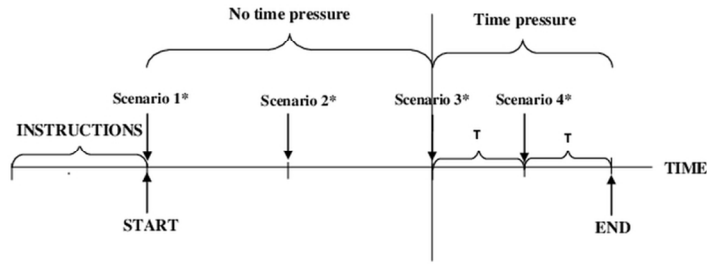 No time pressure
Time pressure
Scenario 1*
Scenario 2*
Scenario 3*
Scenario 4*
INSTRUCTIONS
T
T
TIME
START
END